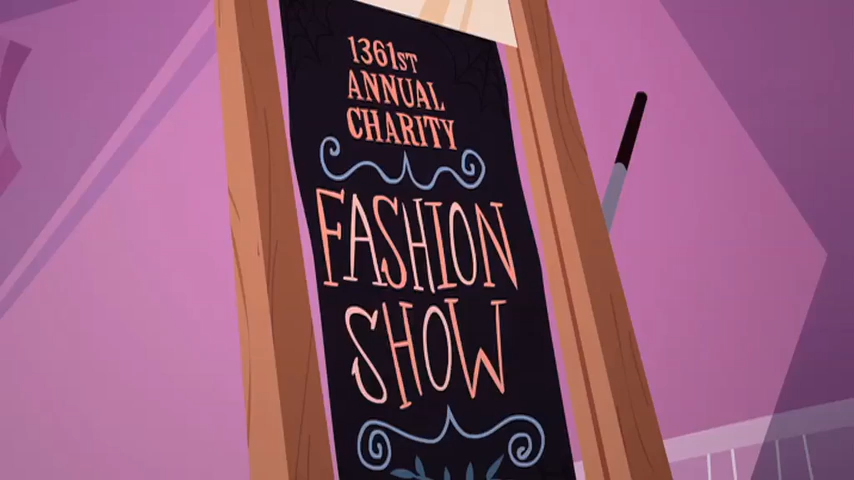 1361ST
ANNUAL
CHARITY
FASHION
SHOW